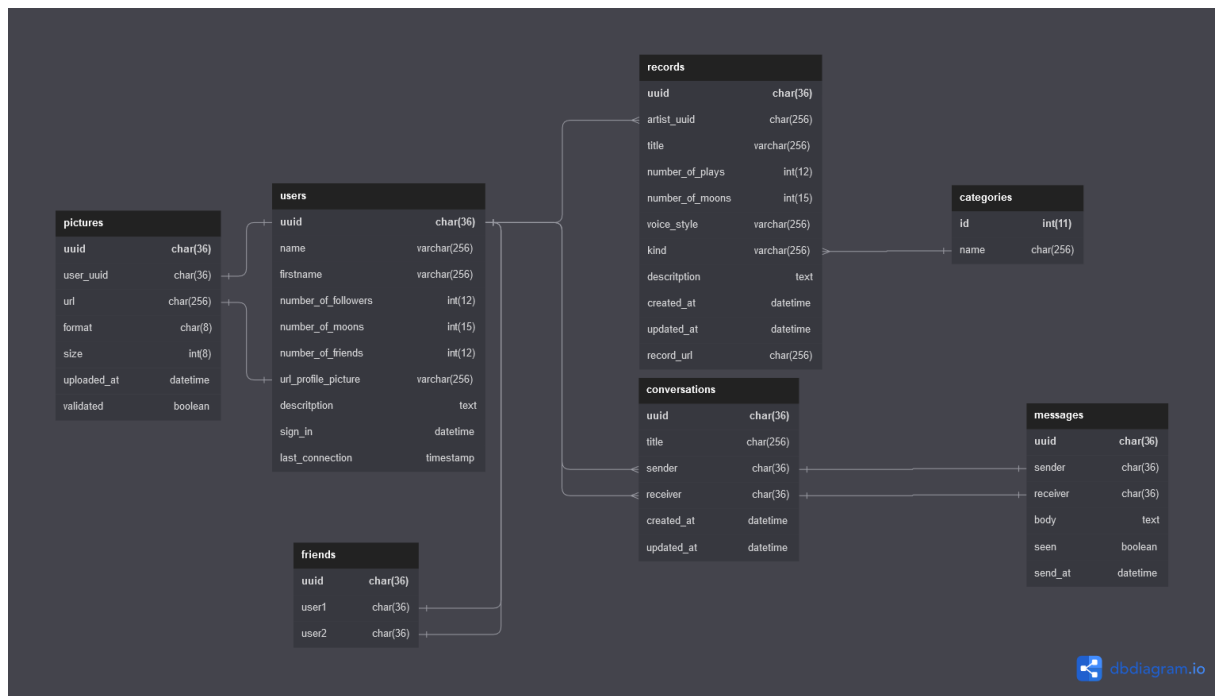 pictures
uuid char(36)
user_uuid char(36)
url char(256)
format char(8)
size int(8)
uploaded_at datetime
validated boolean
users
uuid char(36)
name varchar(256)
firstname varchar(256)
number_of_followers int(12)
number_of_moons int(15)
number_of_friends int(12)
url_profile_picture varchar(256)
descritption text
sign_in datetime
last_connection timestamp
friends
uuid char(36)
user1 char(36)
user2 char(36)
records
uuid char(36)
artist_uuid char(256)
title varchar(256)
number_of_plays int(12)
number_of_moons int(15)
voice_style varchar(256)
kind varchar(256)
descritption text
created_at datetime
updated_at datetime
record_url char(256)
conversations
uuid char(36)
title char(256)
sender char(36)
receiver char(36)
created_at datetime
updated_at datetime
categories
id int(11)
name char(256)
messages
uuid char(36)
sender char(36)
receiver char(36)
body text
seen boolean
send_at datetime
dbdiagram.io